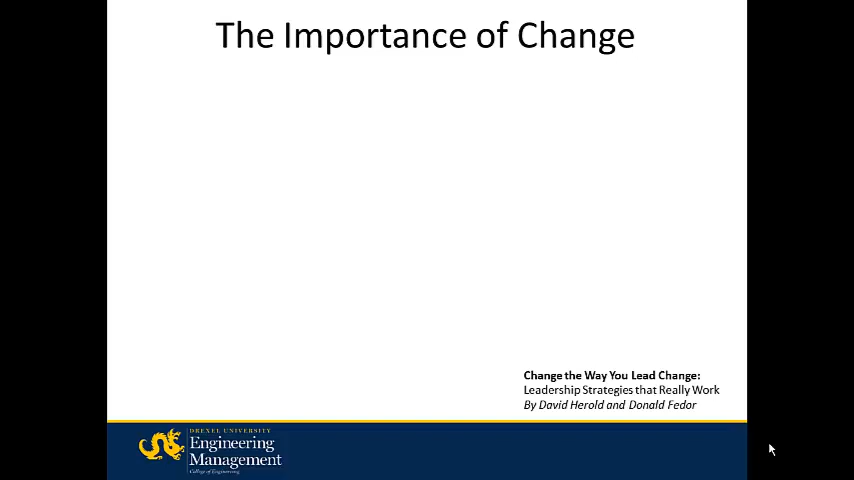 The Importance of Change
Change the Way You Lead Change:
Leadership Strategies that Really Work
By David Herold and Donald Fedor
DREXEL UNIVERSITY
Engineering
Management
College of Engineering